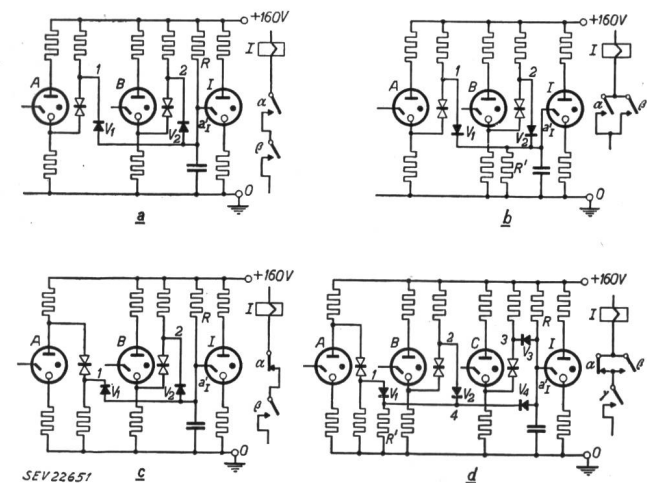 +160V
A
1
B
2
R
I
V1
V2
a'I
0
I
α
β
a
+160V
A
1
B
2
I
V1
V2
a'I
R'
0
I
α
β
b
+160V
A
B
2
R
I
1
V1
V2
a'I
0
I
α
β
c
+160V
A
B
2
C
3
V3
R
I
1
V1
V2
V4
a'I
4
R'
0
I
α
β
γ
d
SEV 22651